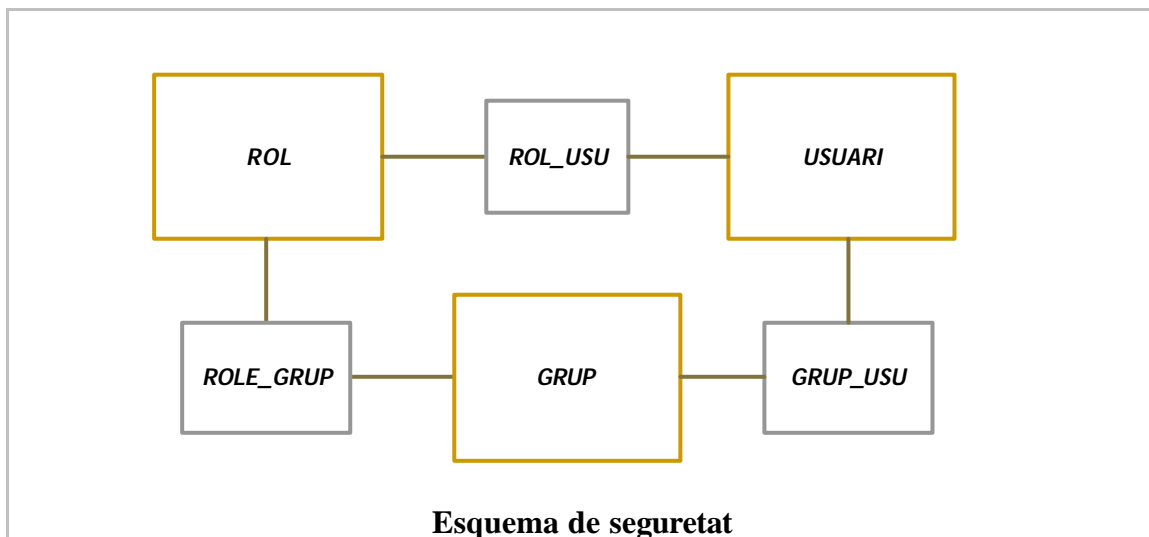 ROL
ROL_USU
USUARI
ROLE_GRUP
GRUP
GRUP_USU
Esquema de seguretat